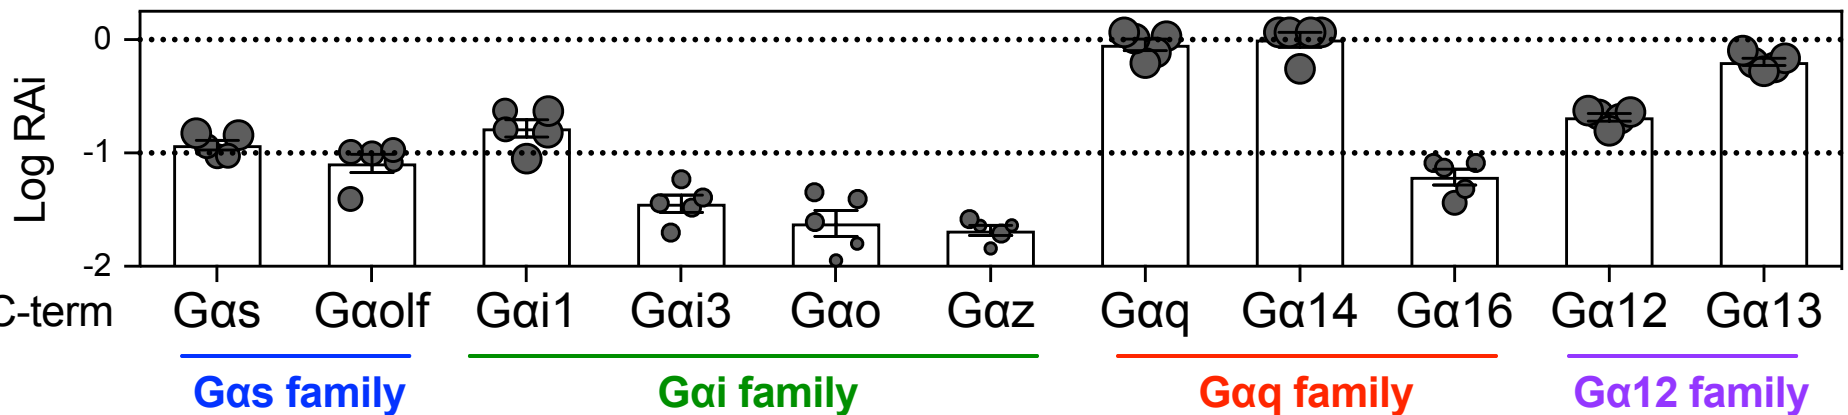 Log RAi
0
-1
-2
C-term Gαs Gαolf Gαi1 Gαi3 Gαo Gαz Gαq Gα14 Gα16 Gα12 Gα13
Gαs family Gαi family Gαq family Gα12 family